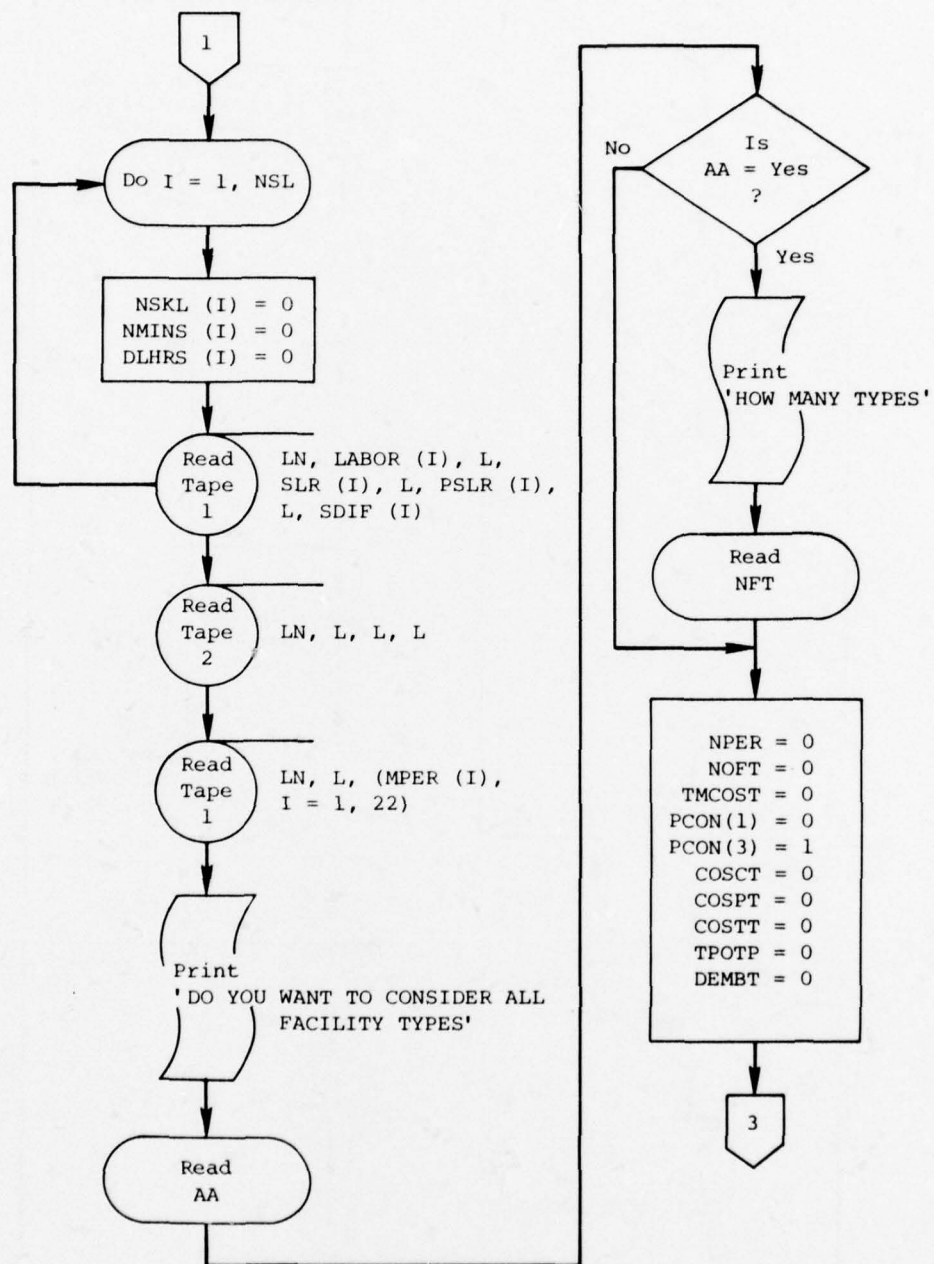 1
Do I = 1, NSL
NSKL (I) = 0
NMINS (I) = 0
DLHRS (I) = 0
Read
Tape
1
LN, LABOR (I), L,
SLR (I), L, PSLR (I),
L, SDIF (I)
Read
Tape
2
LN, L, L, L
Read
Tape
1
LN, L, (MPER (I),
I = 1, 22)
Print
'DO YOU WANT TO CONSIDER ALL
FACILITY TYPES'
Read
AA
Is
AA = Yes
?
No
Yes
Print
'HOW MANY TYPES'
Read
NFT
NPER = 0
NOFT = 0
TMCOST = 0
PCON(1) = 0
PCON(3) = 1
COSCT = 0
COSPT = 0
COSTT = 0
TPOTP = 0
DEMBT = 0
3